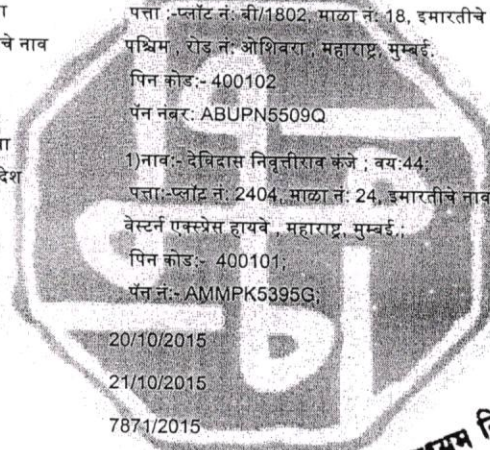 पत्ता :-प्लॉट नं: बी/1802, माळा नं: 18, इमारतीचे
चे नाव
पश्चिम , रोड नं: ओशिवरा , महाराष्ट्र, मुम्बई.
पिन कोड:- 400102
पॅन नंबर: ABUPN5509Q
1)नाव:- देविदास निवृत्तीराव कंजे ; वय:44;
देश
पत्ता:-प्लॉट नं: 2404, माळा नं: 24, इमारतीचे नाव
वेस्टर्न एक्स्प्रेस हायवे , महाराष्ट्र, मुम्बई.;
पिन कोड:- 400101;
पॅन नं:- AMMPK5395G;
20/10/2015
21/10/2015
7871/2015